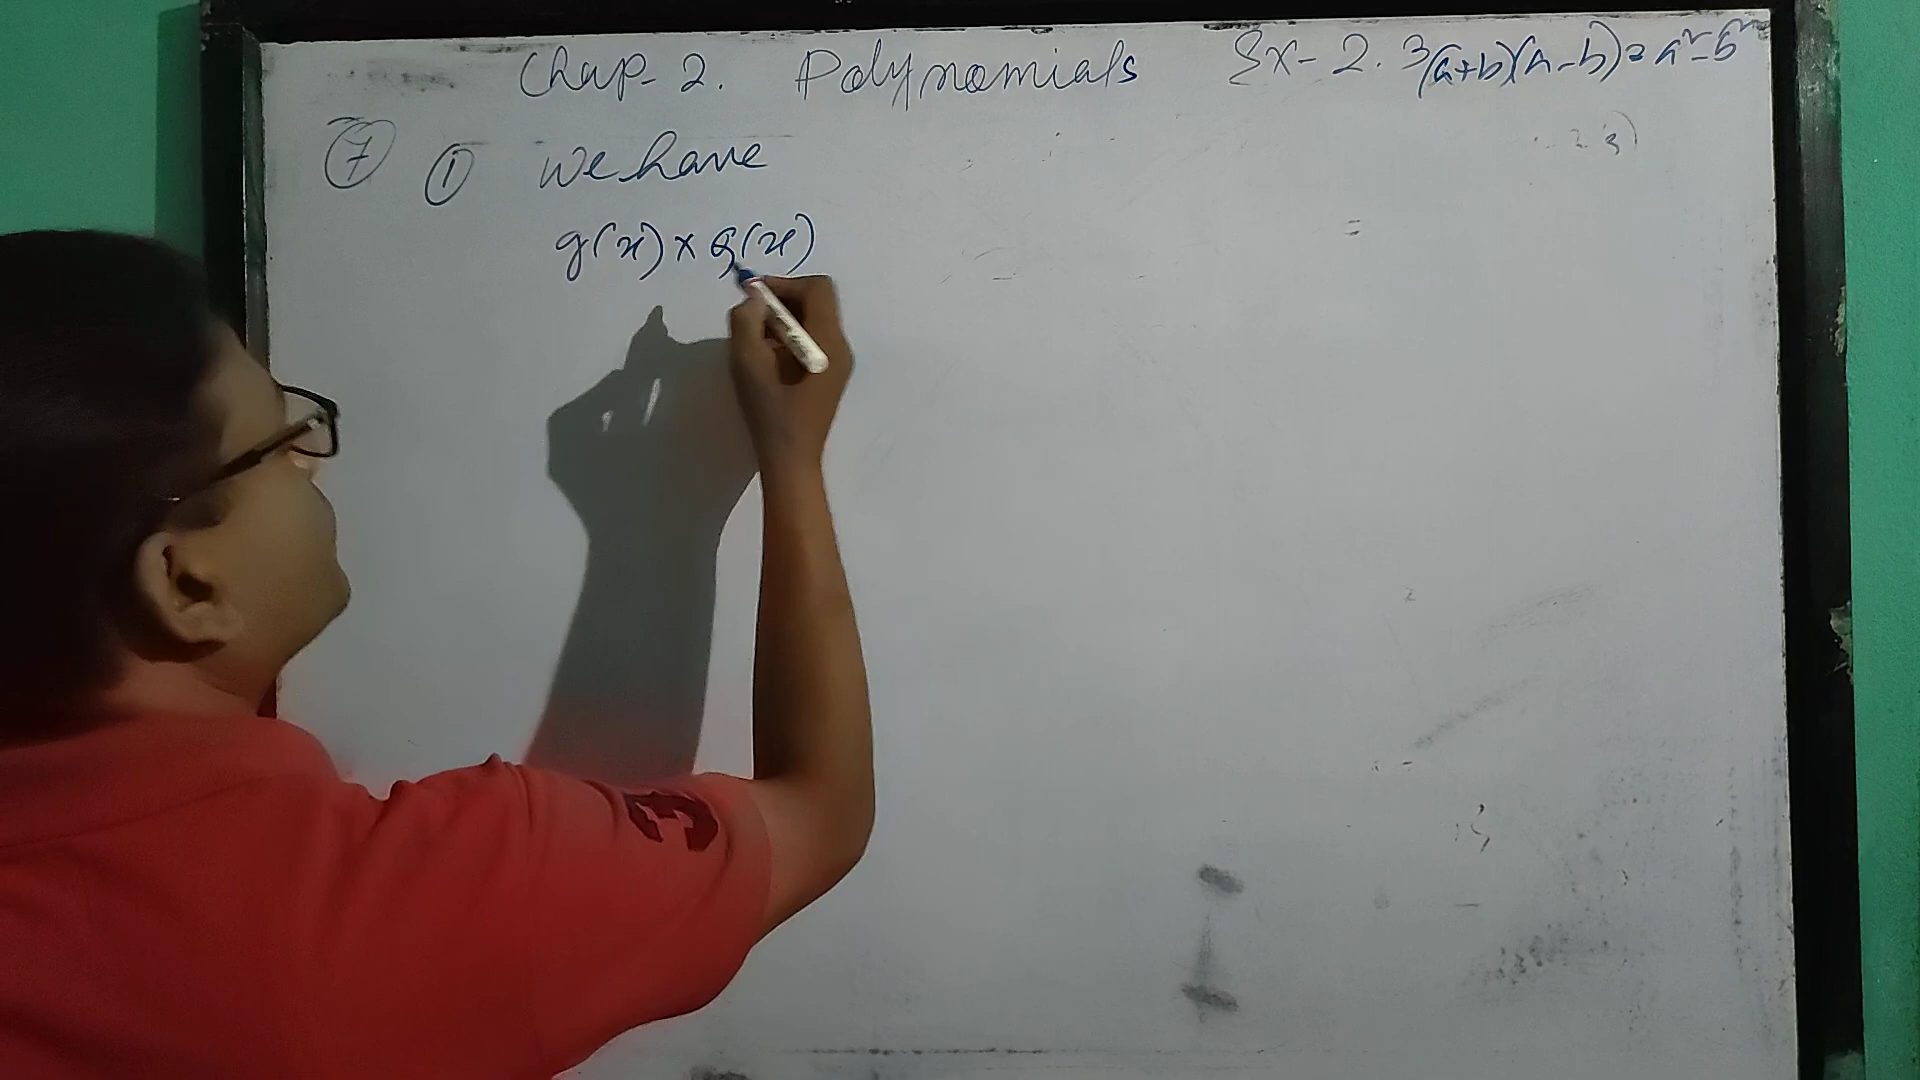 Chap-2. Polynomials Ex-2.3 (a+b)(a-b)=a²-b²
⑦ ① we have
g(x) × q(x)